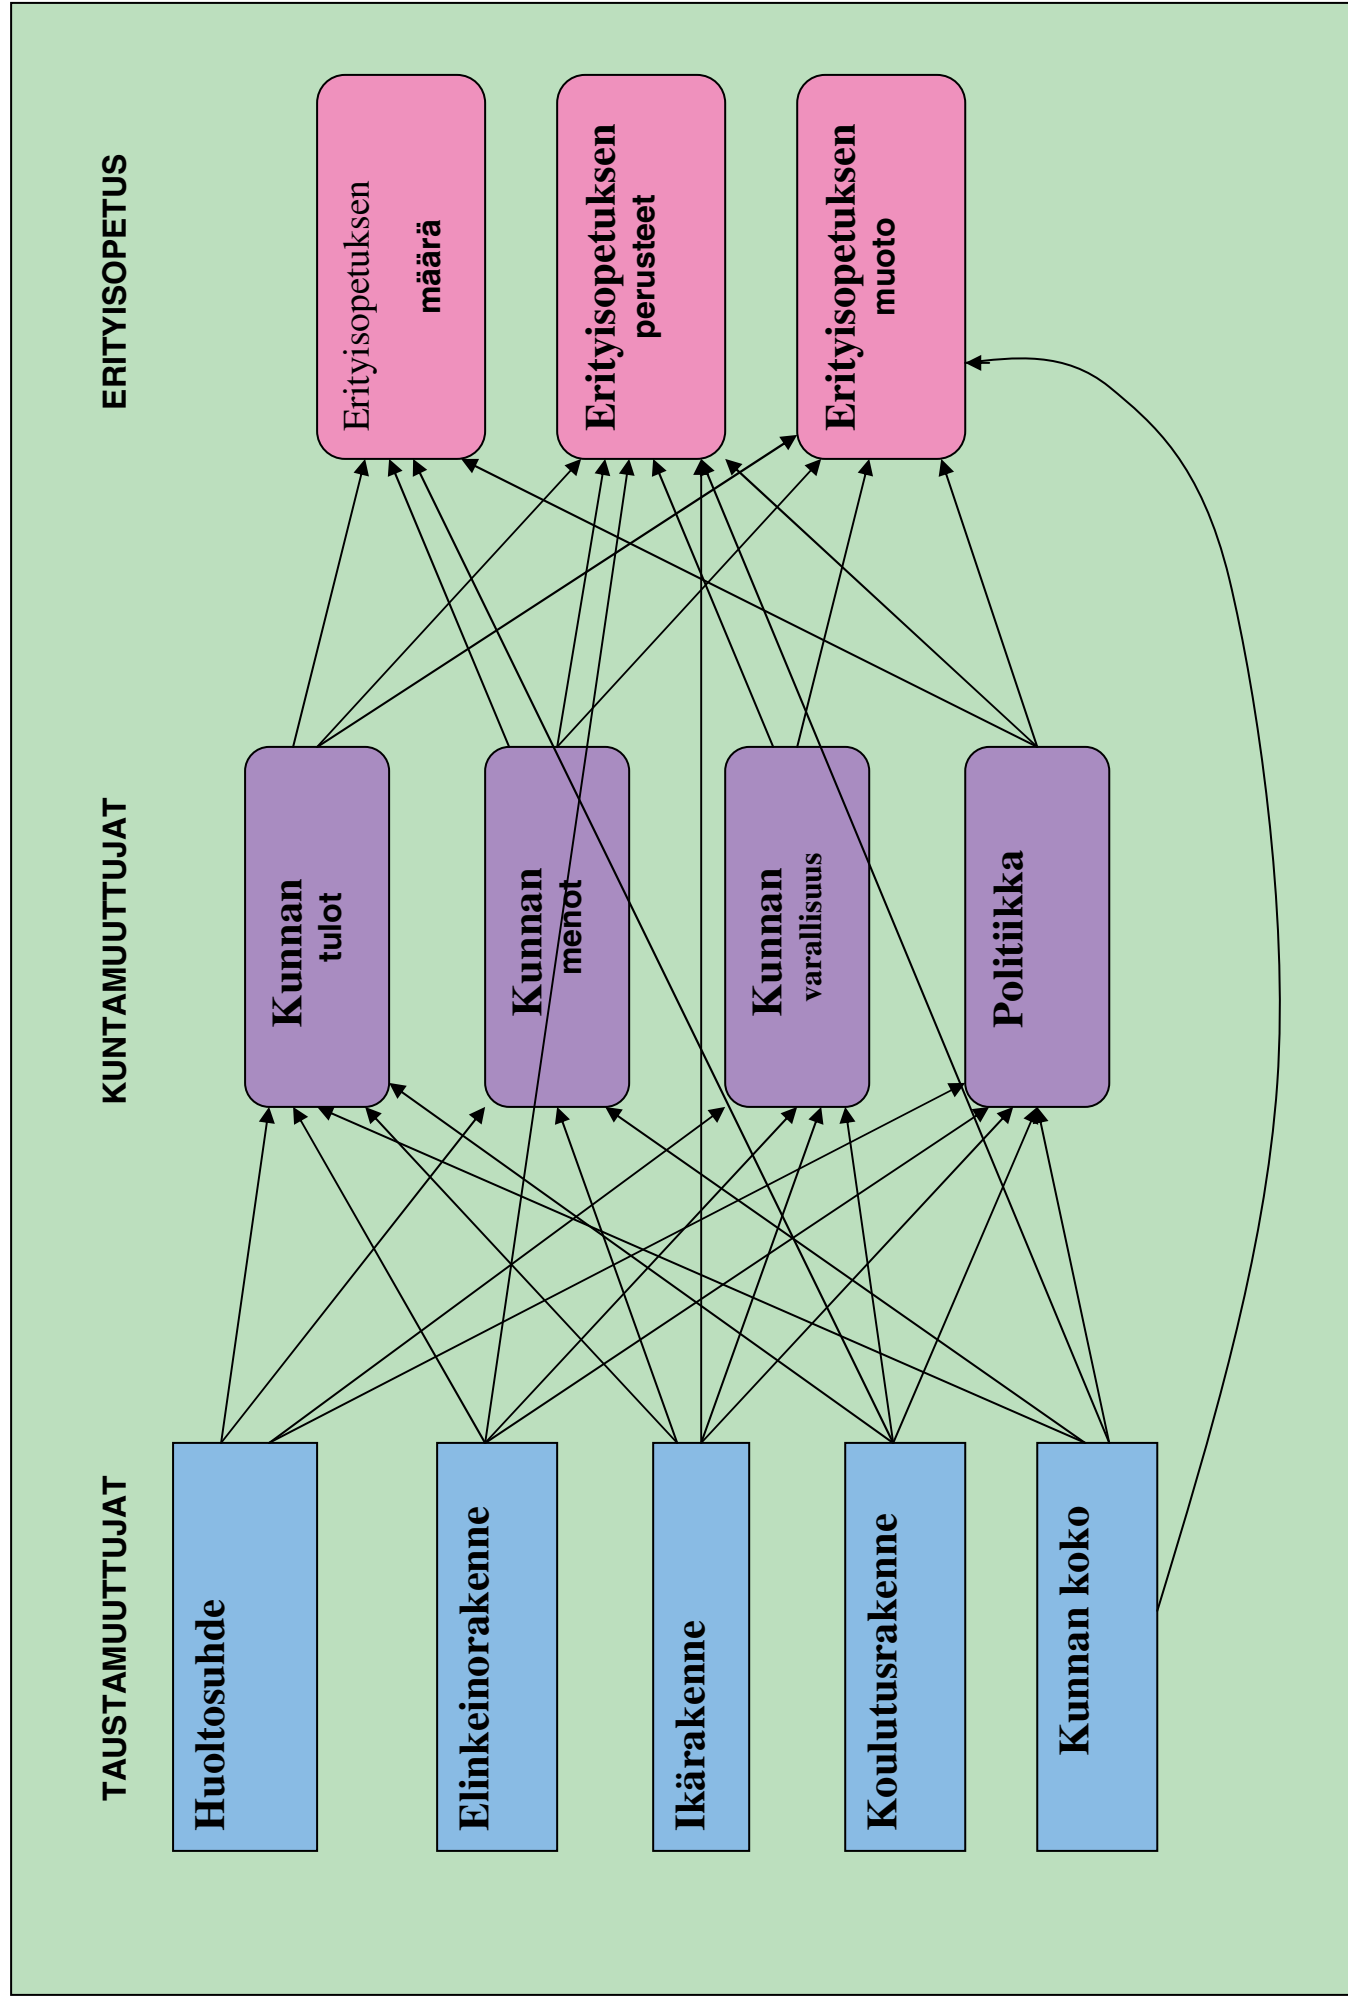 TAUSTAMUUTTUJAT
Huoltosuhde
Elinkeinorakenne
Ikärakenne
Koulutusrakenne
Kunnan koko
KUNTAMUUTTUJAT
Kunnan
tulot
Kunnan
menot
Kunnan
varallisuus
Politiikka
ERITYISOPETUS
Erityisopetuksen
määrä
Erityisopetuksen
perusteet
Erityisopetuksen
muoto